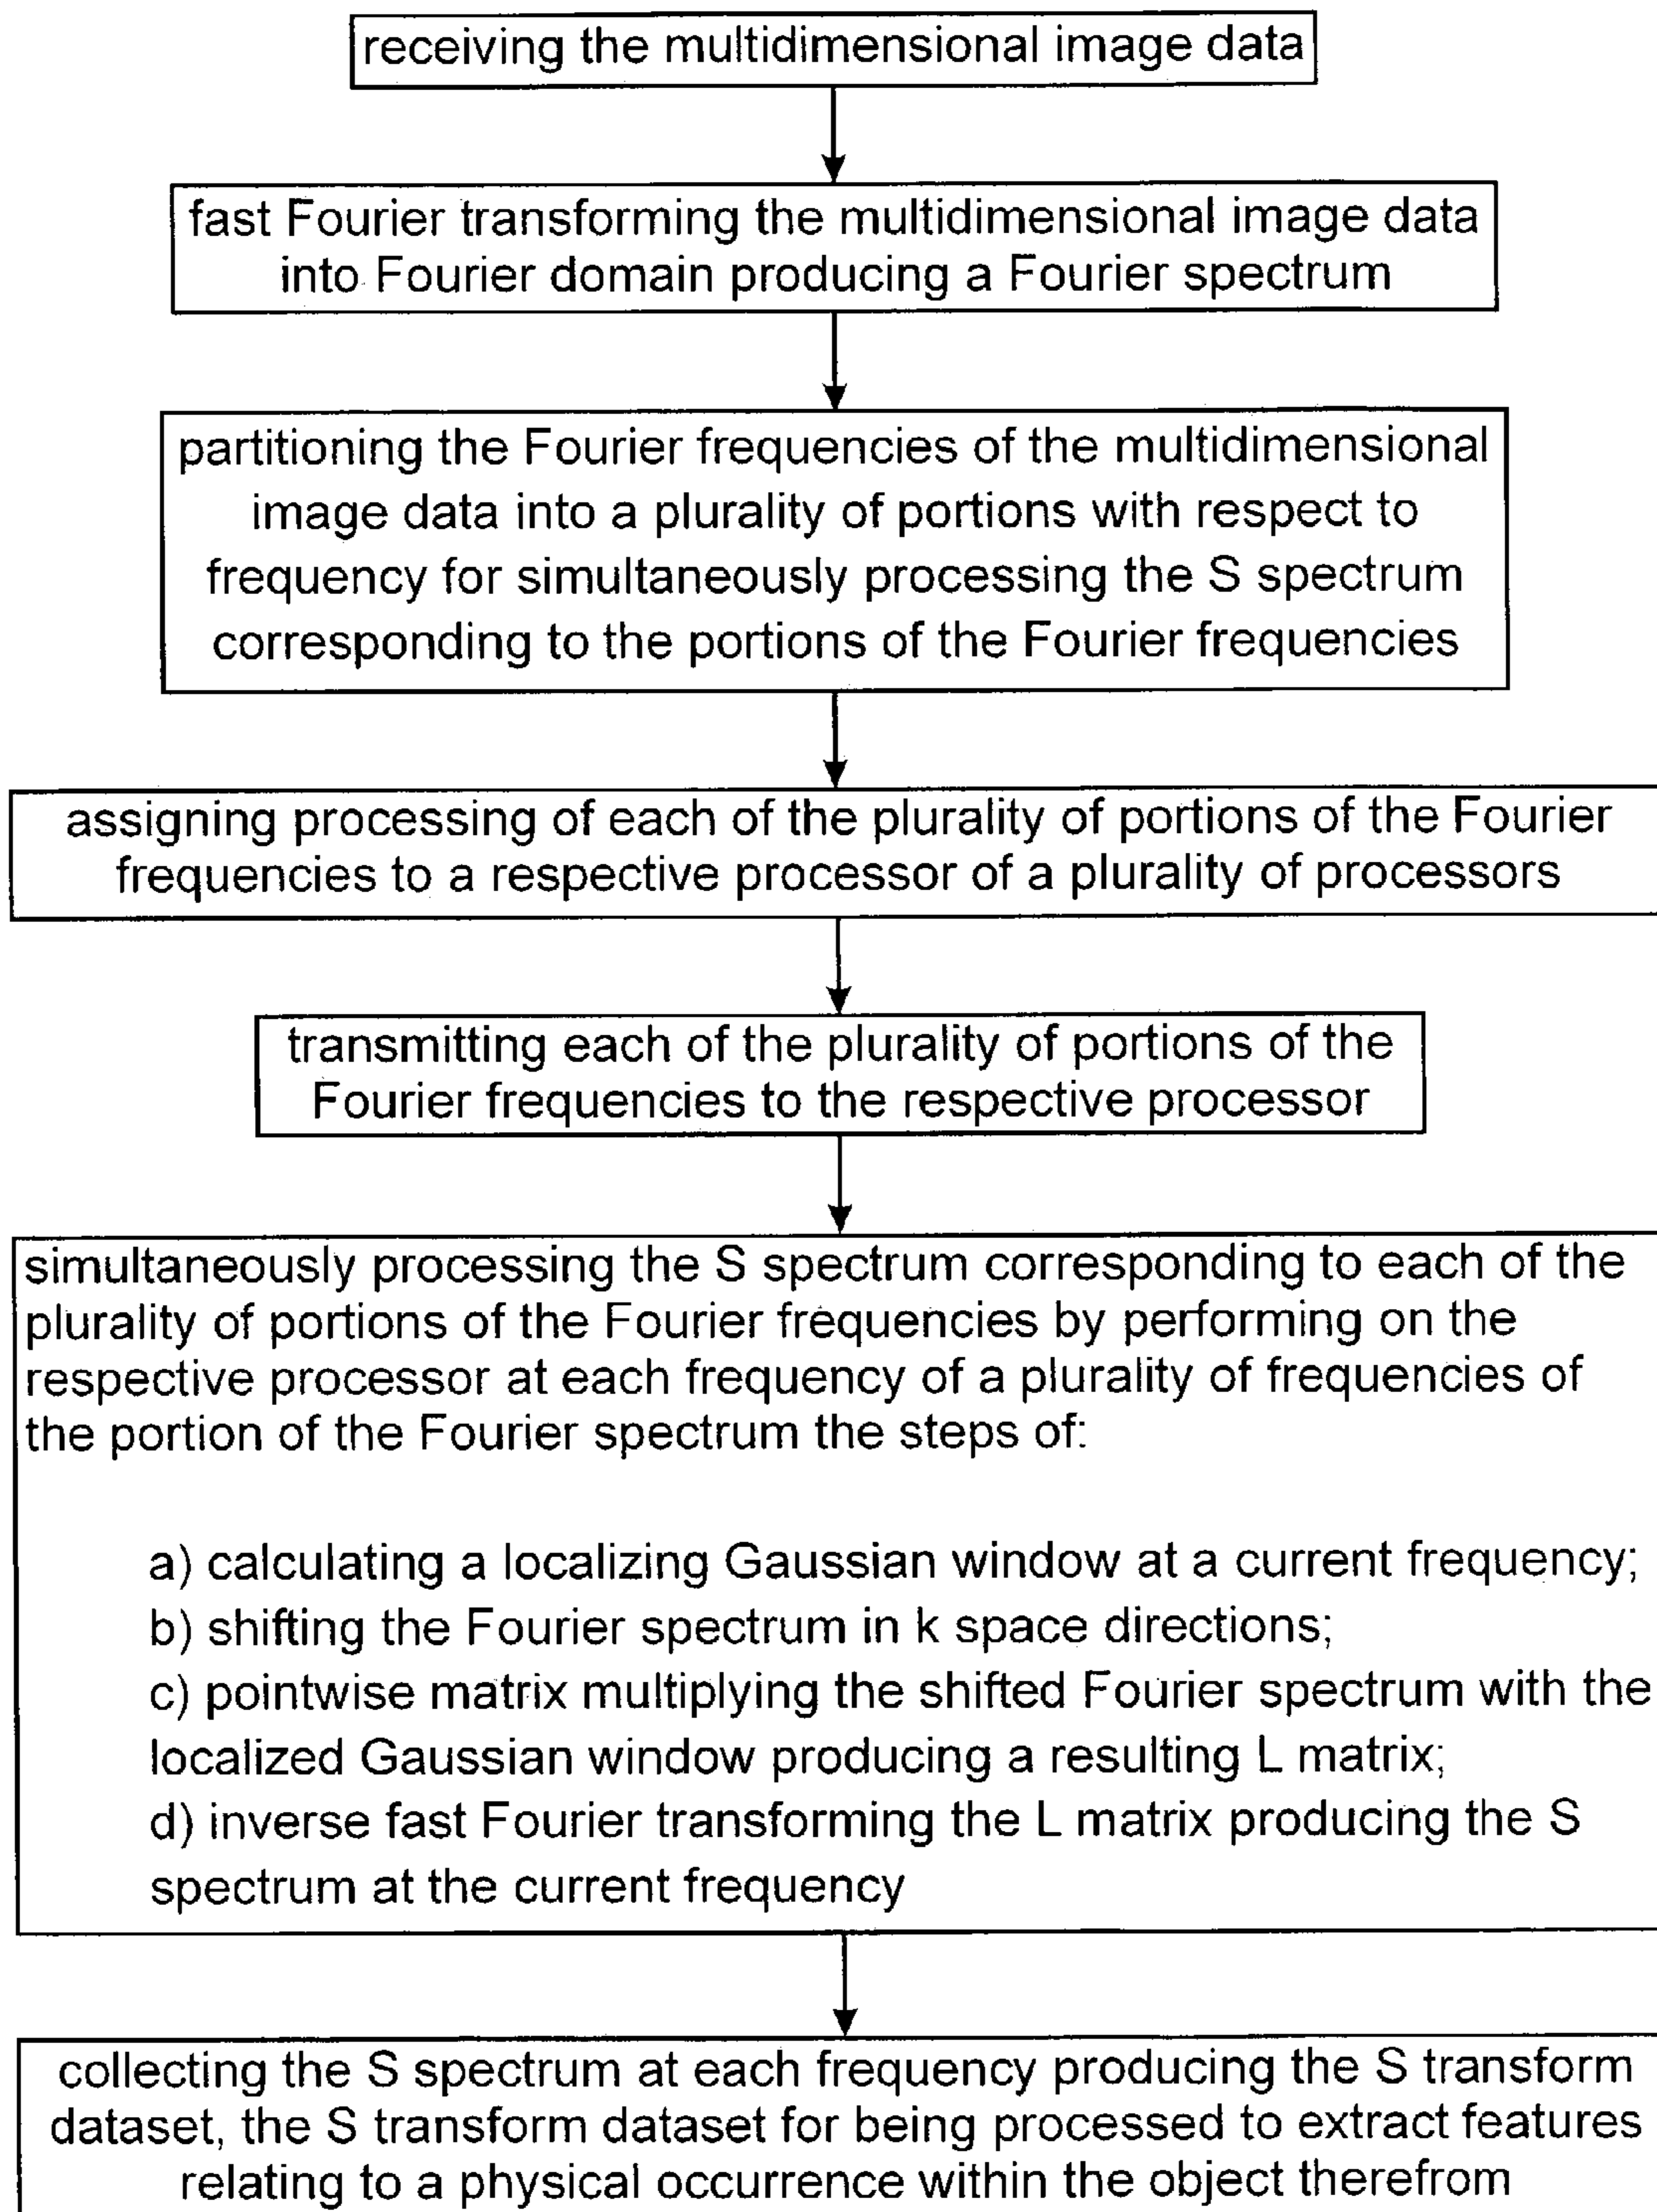 receiving the multidimensional image data
fast Fourier transforming the multidimensional image data
into Fourier domain producing a Fourier spectrum
partitioning the Fourier frequencies of the multidimensional
image data into a plurality of portions with respect to
frequency for simultaneously processing the S spectrum
corresponding to the portions of the Fourier frequencies
assigning processing of each of the plurality of portions of the Fourier
frequencies to a respective processor of a plurality of processors
transmitting each of the plurality of portions of the
Fourier frequencies to the respective processor
simultaneously processing the S spectrum corresponding to each of the
plurality of portions of the Fourier frequencies by performing on the
respective processor at each frequency of a plurality of frequencies of
the portion of the Fourier spectrum the steps of:
a) calculating a localizing Gaussian window at a current frequency;
b) shifting the Fourier spectrum in k space directions;
c) pointwise matrix multiplying the shifted Fourier spectrum with the
localized Gaussian window producing a resulting L matrix;
d) inverse fast Fourier transforming the L matrix producing the S
spectrum at the current frequency
collecting the S spectrum at each frequency producing the S transform
dataset, the S transform dataset for being processed to extract features
relating to a physical occurrence within the object therefrom